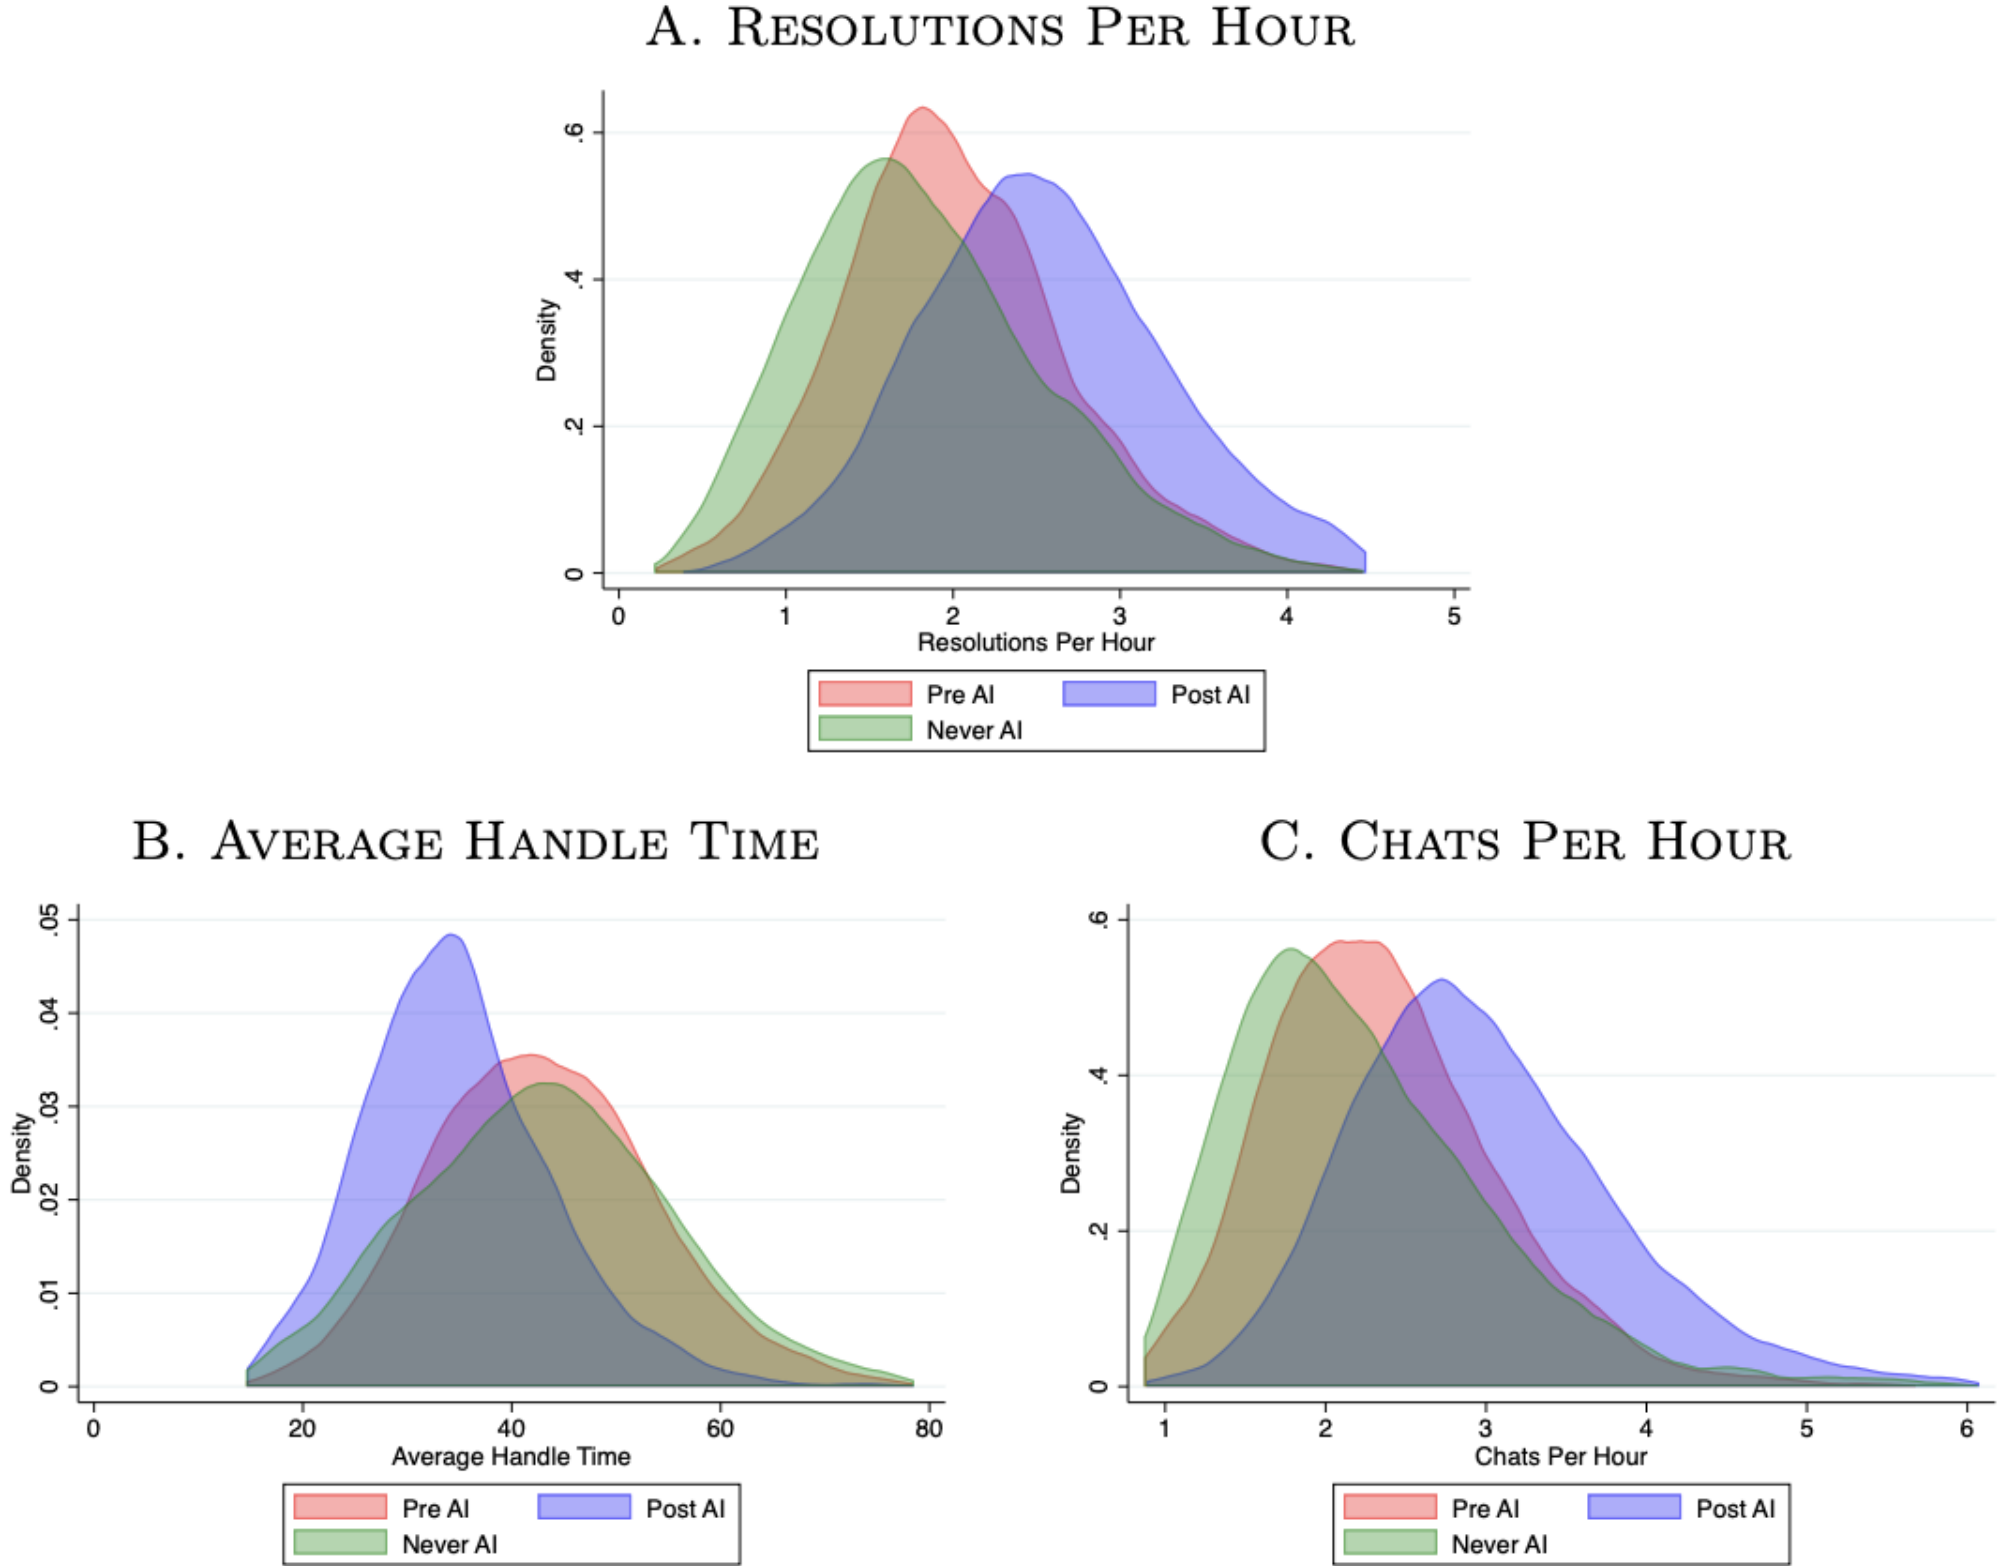 A. Resolutions Per Hour
.6
.4
.2
0
Density
0 1 2 3 4 5
Resolutions Per Hour
Pre AI Post AI
Never AI
B. Average Handle Time
.05
.04
.03
.02
.01
0
Density
0 20 40 60 80
Average Handle Time
Pre AI Post AI
Never AI
C. Chats Per Hour
.6
.4
.2
0
Density
1 2 3 4 5 6
Chats Per Hour
Pre AI Post AI
Never AI